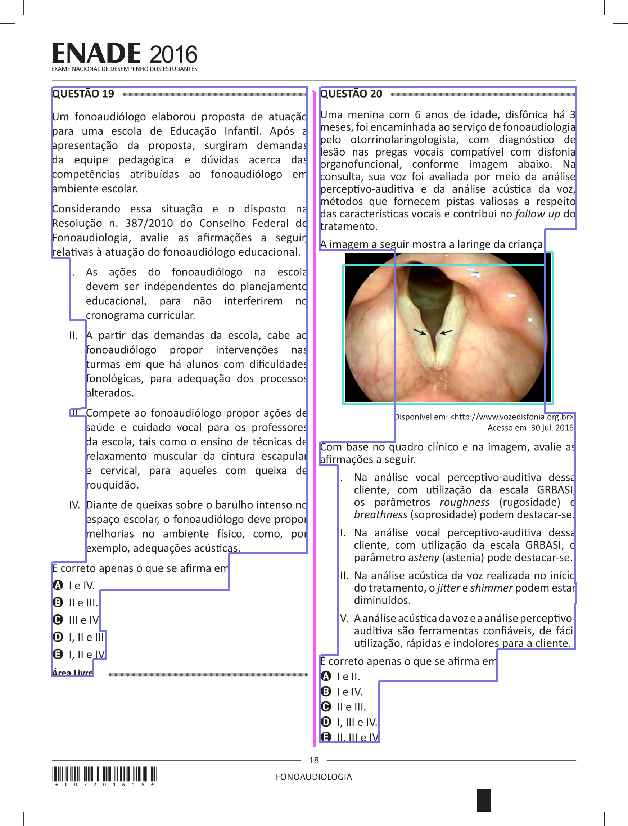 ENADE 2016
EXAME NACIONAL DE DESEMPENHO DOS ESTUDANTES
QUESTÃO 19
Um fonoaudiólogo elaborou proposta de atuação
para uma escola de Educação Infantil. Após a
apresentação da proposta, surgiram demandas
da equipe pedagógica e dúvidas acerca das
competências atribuídas ao fonoaudiólogo em
ambiente escolar.
Considerando essa situação e o disposto na
Resolução n. 387/2010 do Conselho Federal de
Fonoaudiologia, avalie as afirmações a seguir,
relativas à atuação do fonoaudiólogo educacional.
I. As ações do fonoaudiólogo na escola
devem ser independentes do planejamento
educacional, para não interferirem no
cronograma curricular.
II. A partir das demandas da escola, cabe ao
fonoaudiólogo propor intervenções nas
turmas em que há alunos com dificuldades
fonológicas, para adequação dos processos
alterados.
III. Compete ao fonoaudiólogo propor ações de
saúde e cuidado vocal para os professores
da escola, tais como o ensino de técnicas de
relaxamento muscular da cintura escapular
e cervical, para aqueles com queixa de
rouquidão.
IV. Diante de queixas sobre o barulho intenso no
espaço escolar, o fonoaudiólogo deve propor
melhorias no ambiente físico, como, por
exemplo, adequações acústicas.
É correto apenas o que se afirma em
A I e IV.
B II e III.
C III e IV.
D I, II e III.
E I, II e IV.
Área Livre
QUESTÃO 20
Uma menina com 6 anos de idade, disfônica há 3
meses, foi encaminhada ao serviço de fonoaudiologia
pelo otorrinolaringologista, com diagnóstico de
lesão nas pregas vocais compatível com disfonia
organofuncional, conforme imagem abaixo. Na
consulta, sua voz foi avaliada por meio da análise
perceptivo-auditiva e da análise acústica da voz,
métodos que fornecem pistas valiosas a respeito
das características vocais e contribui no follow up do
tratamento.
A imagem a seguir mostra a laringe da criança.
Disponível em: <http://www.vozedisfonia.org.br>.
Acesso em: 30 jul. 2016.
Com base no quadro clínico e na imagem, avalie as
afirmações a seguir.
I. Na análise vocal perceptivo-auditiva dessa
cliente, com utilização da escala GRBASI,
os parâmetros roughness (rugosidade) e
breathness (soprosidade) podem destacar-se.
II. Na análise vocal perceptivo-auditiva dessa
cliente, com utilização da escala GRBASI, o
parâmetro asteny (astenia) pode destacar-se.
III. Na análise acústica da voz realizada no início
do tratamento, o jitter e shimmer podem estar
diminuídos.
IV. A análise acústica da voz e a análise perceptivo-
auditiva são ferramentas confiáveis, de fácil
utilização, rápidas e indolores para a cliente.
É correto apenas o que se afirma em
A I e II.
B I e IV.
C II e III.
D I, III e IV.
E II, III e IV.
18
FONOAUDIOLOGIA